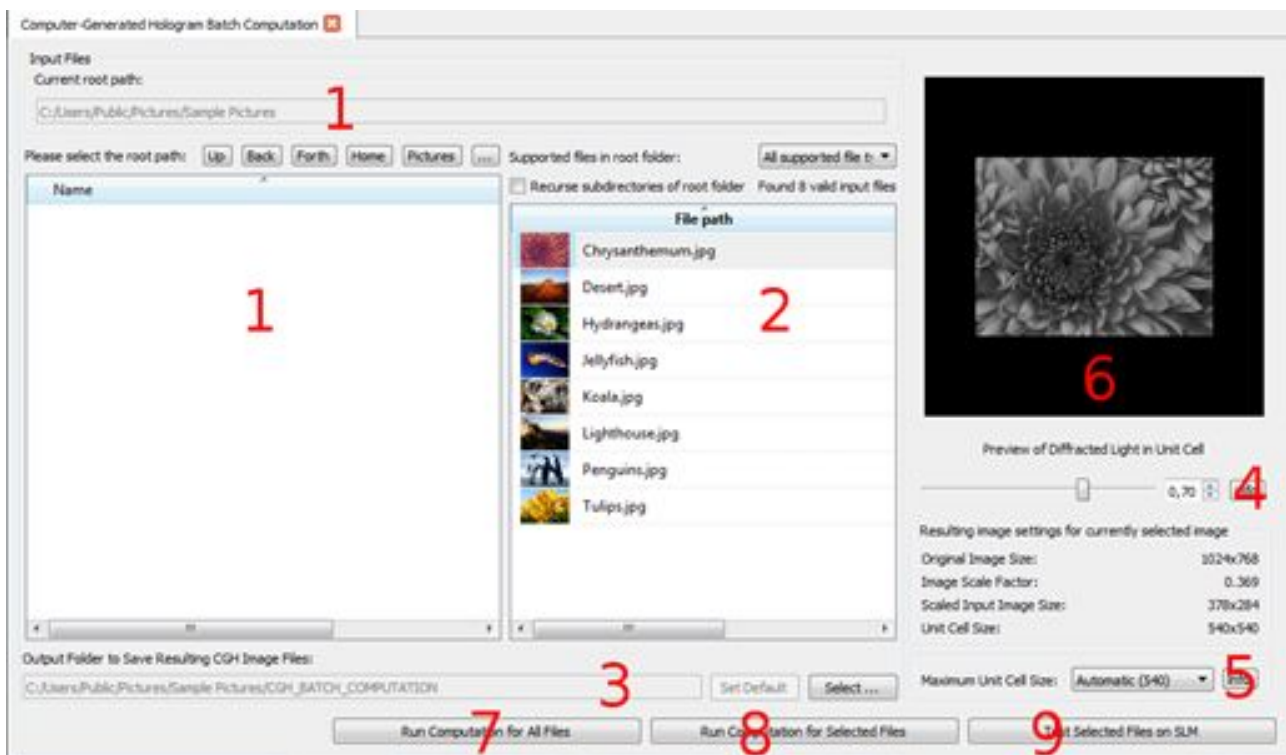 Computer-Generated Hologram Batch Computation
Input Files
Current root path:
C:/Users/Public/Pictures/Sample Pictures
1
Please select the root path: Up Back Forth Home Pictures ...
Supported files in root folder: All supported file t
Name
Recurse subdirectories of root folder Found 8 valid input files
File path
Chrysanthemum.jpg
Desert.jpg
Hydrangeas.jpg
Jellyfish.jpg
Koala.jpg
Lighthouse.jpg
Penguins.jpg
Tulips.jpg
1
2
6
Preview of Diffracted Light in Unit Cell
0,70
4
Resulting image settings for currently selected image
Original Image Size: 1024x768
Image Scale Factor: 0.369
Scaled Input Image Size: 378x284
Unit Cell Size: 540x540
Output Folder to Save Resulting CGH Image Files:
C:/Users/Public/Pictures/Sample Pictures/CGH_BATCH_COMPUTATION
3
Set Default Select ...
Maximum Unit Cell Size: Automatic (540) Info
5
Run Computation for All Files
7
Run Computation for Selected Files
8
Selected Files on SLM
9